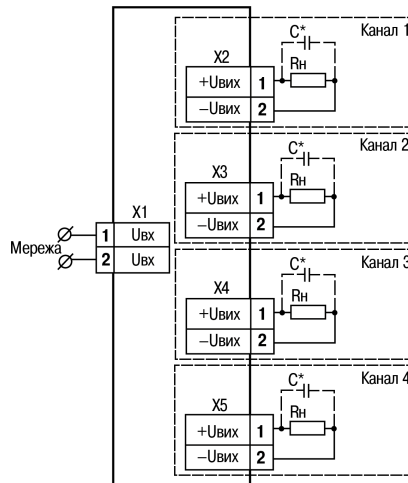 Канал 1
C*
X2
Rн
+Uвих 1
–Uвих 2
Канал 2
C*
X3
Rн
+Uвих 1
–Uвих 2
X1
1 Uвх
Мережа
2 Uвх
Канал 3
C*
X4
Rн
+Uвих 1
–Uвих 2
Канал 4
C*
X5
Rн
+Uвих 1
–Uвих 2